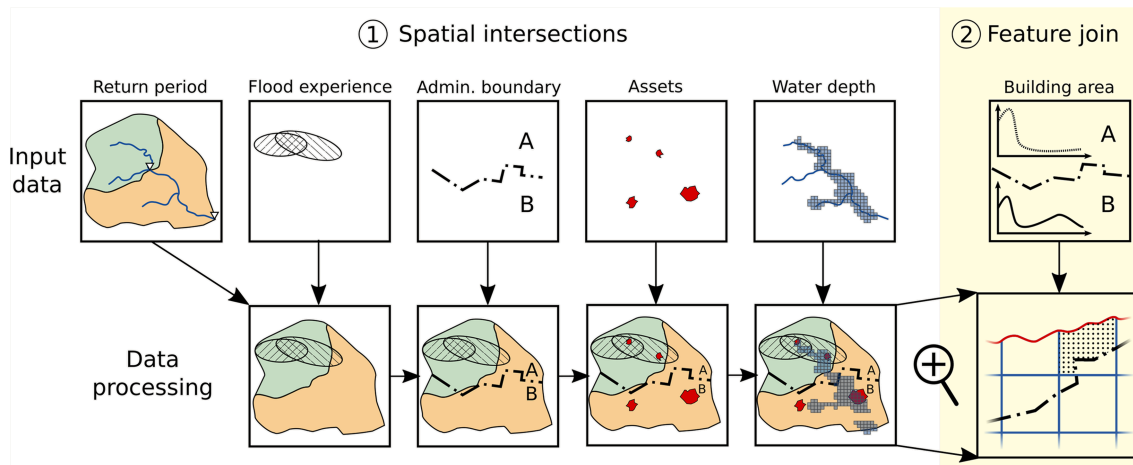 ① Spatial intersections
② Feature join
Return period
Flood experience
Admin. boundary
Assets
Water depth
Building area
Input
data
A
B
A
B
Data
processing
A
B
A
B
A
B